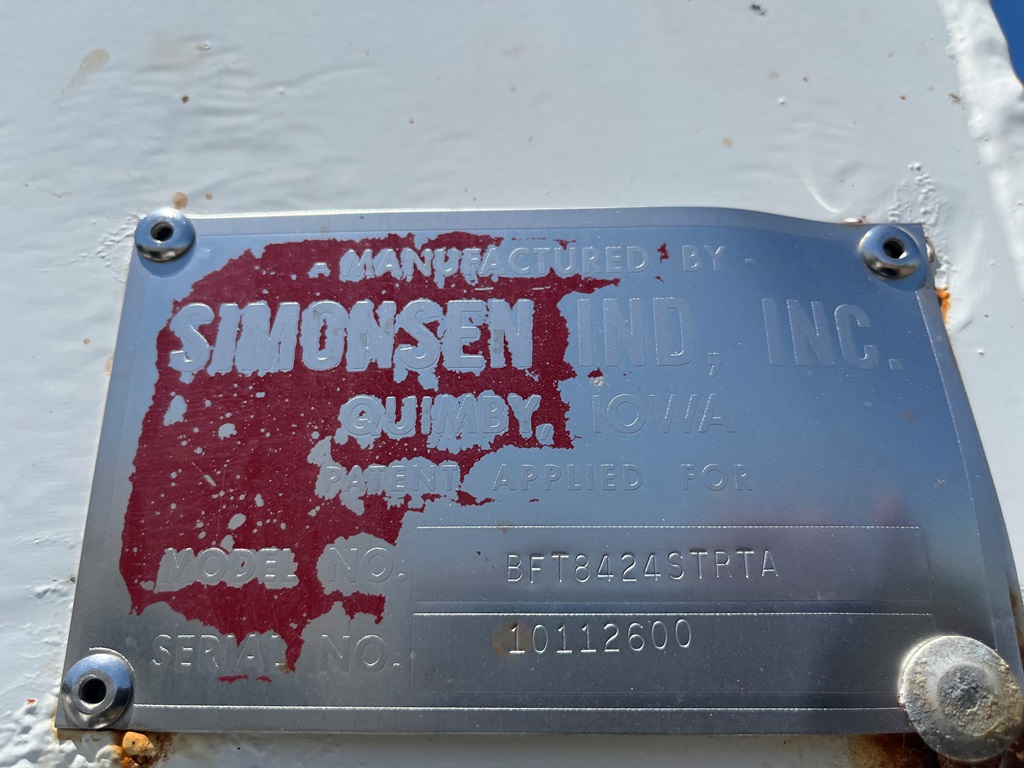 - MANUFACTURED BY -
SIMONSEN IND, INC.
QUIMBY, IOWA
PATENT APPLIED FOR
MODEL NO. BFT8424STRTA
SERIAL NO. 10112600